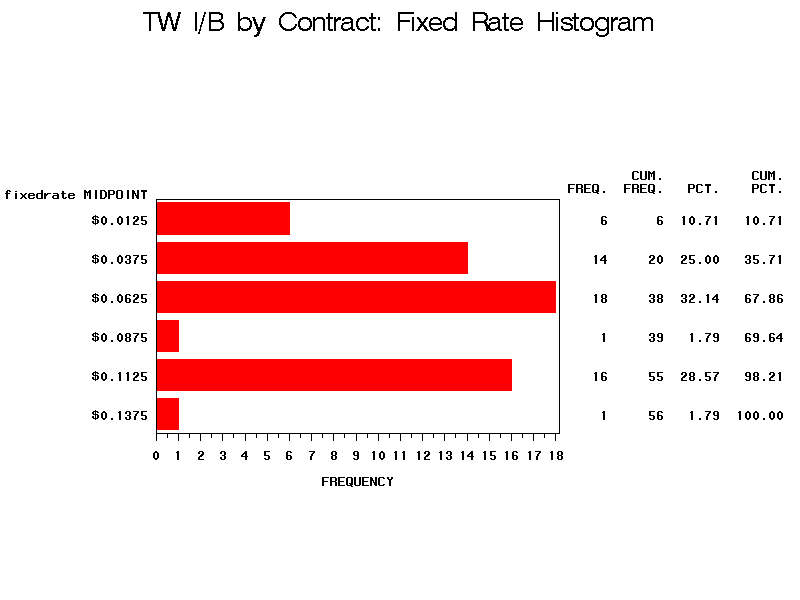 TW I/B by Contract: Fixed Rate Histogram
CUM. CUM.
fixedrate MIDPOINT FREQ. FREQ. PCT. PCT.
$0.0125 6 6 10.71 10.71
$0.0375 14 20 25.00 35.71
$0.0625 18 38 32.14 67.86
$0.0875 1 39 1.79 69.64
$0.1125 16 55 28.57 98.21
$0.1375 1 56 1.79 100.00
0 1 2 3 4 5 6 7 8 9 10 11 12 13 14 15 16 17 18
FREQUENCY